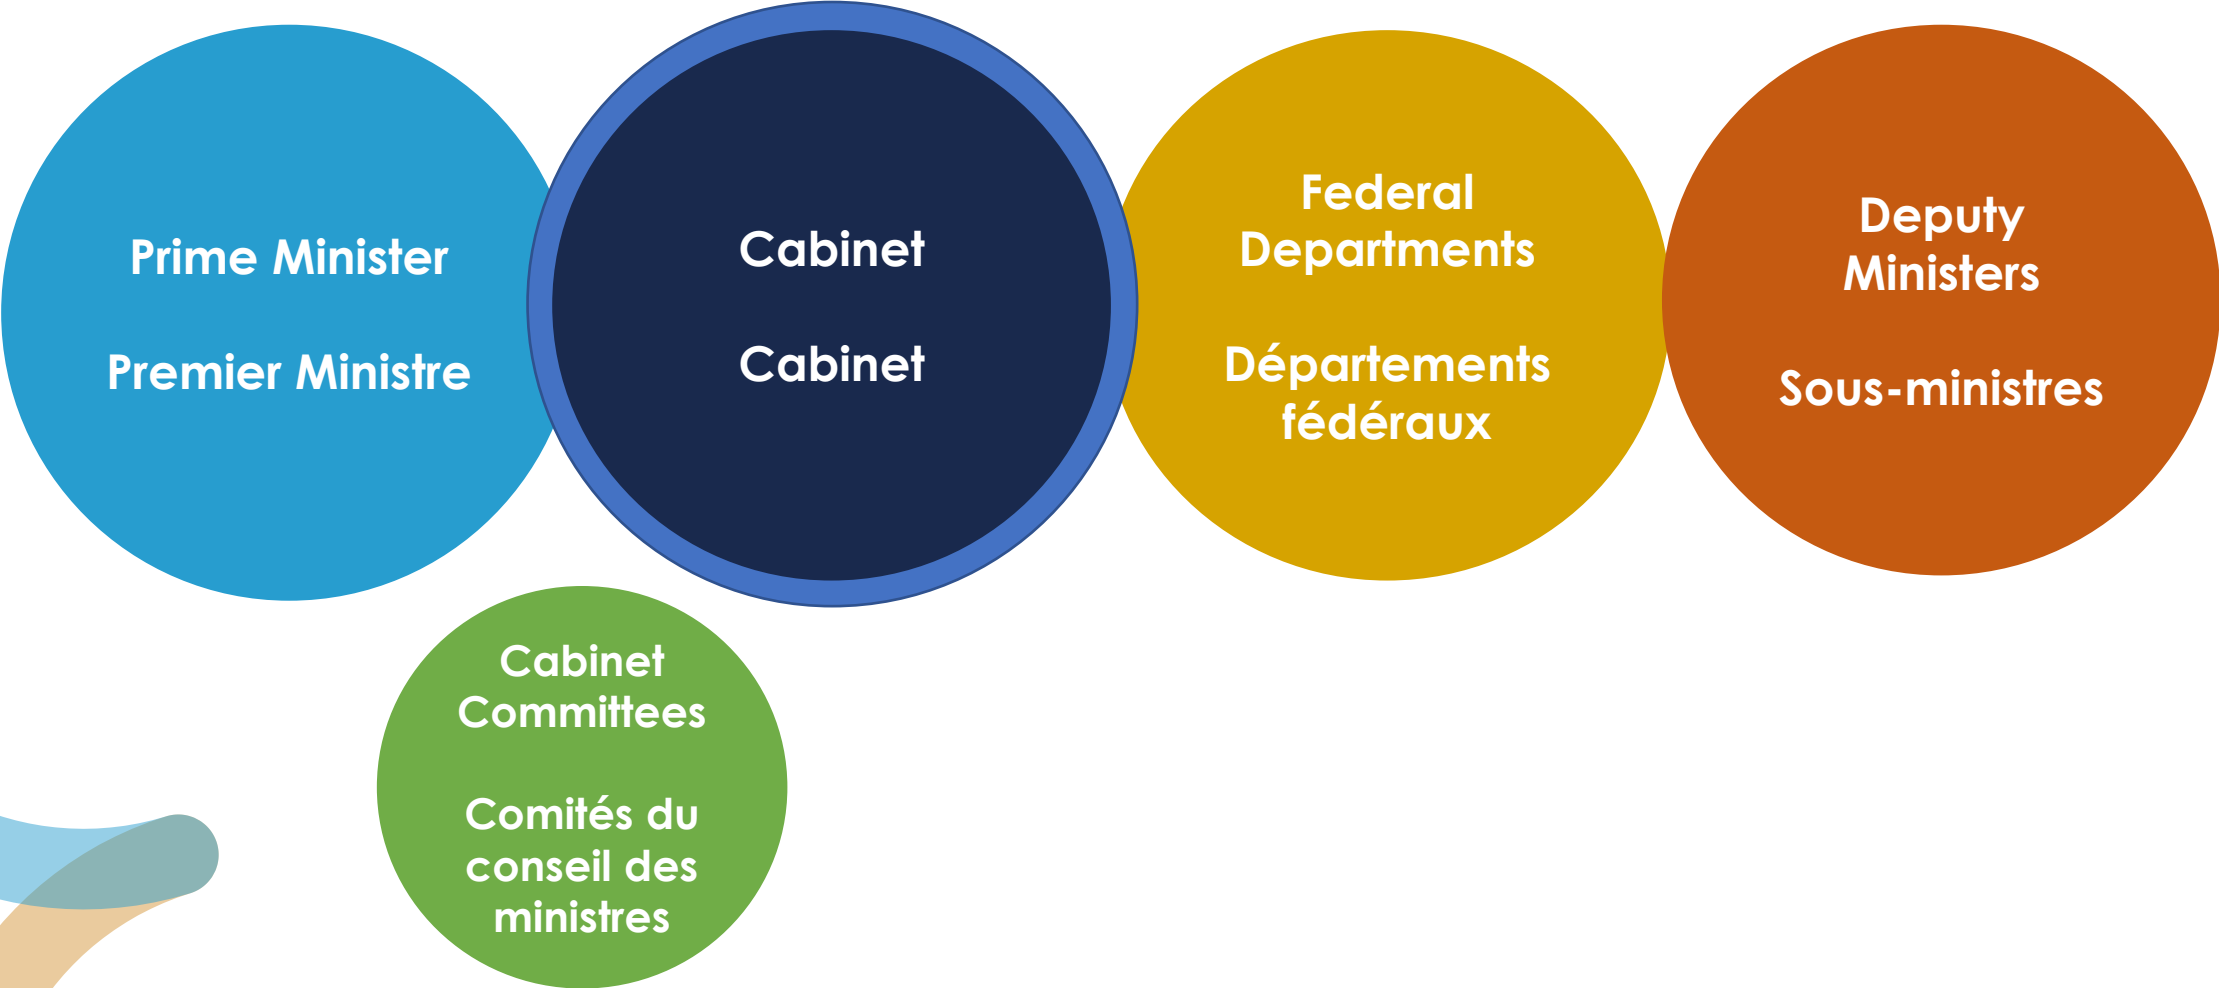 Prime Minister
Premier Ministre
Cabinet
Cabinet
Federal
Departments
Départements
fédéraux
Deputy
Ministers
Sous-ministres
Cabinet
Committees
Comités du
conseil des
ministres